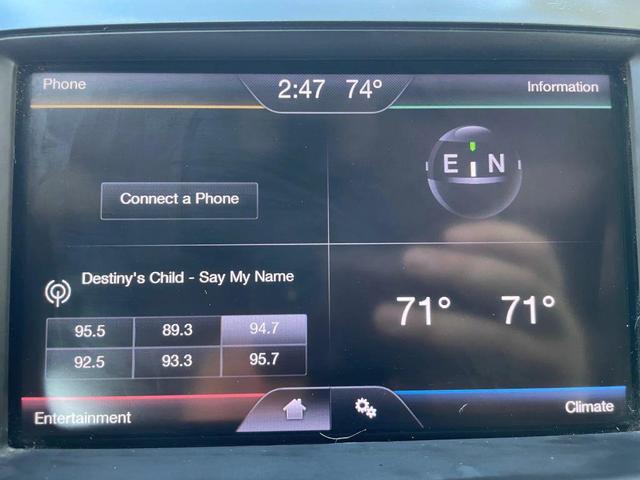 Phone 2:47 74° Information
E N
Connect a Phone
Destiny's Child - Say My Name
95.5 89.3 94.7
92.5 93.3 95.7
71° 71°
Entertainment Climate